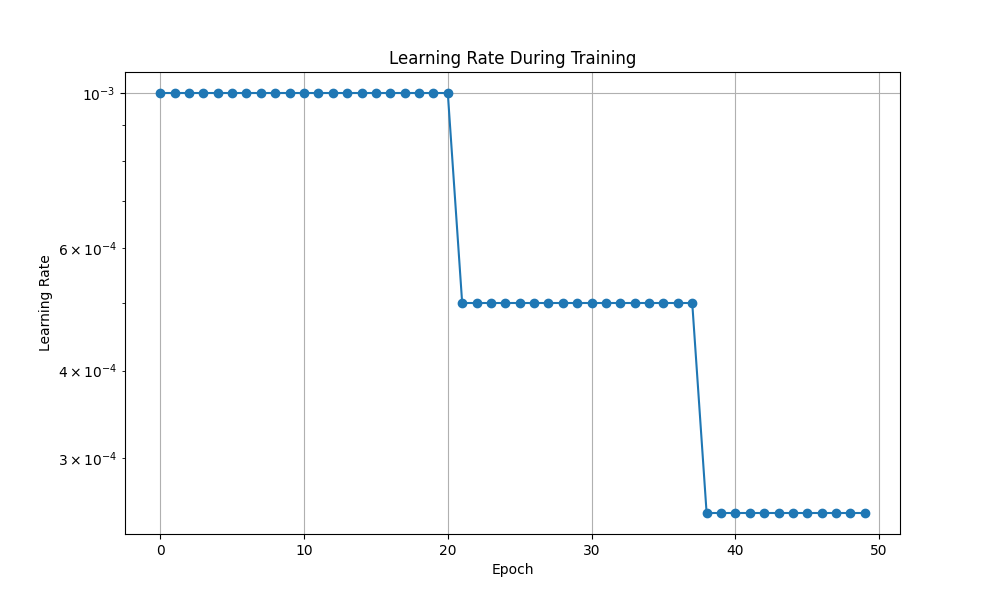 Learning Rate During Training
Learning Rate
10⁻³
6 × 10⁻⁴
4 × 10⁻⁴
3 × 10⁻⁴
0 10 20 30 40 50
Epoch